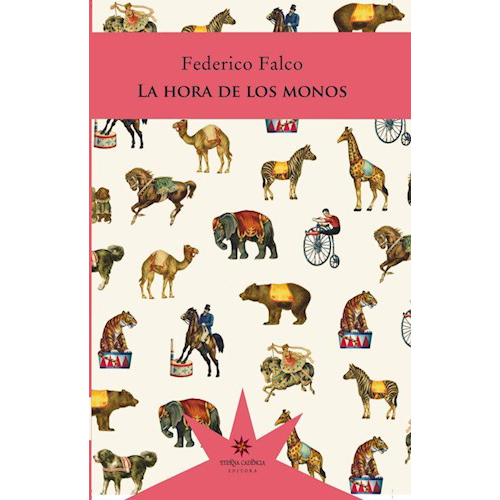 Federico Falco
LA HORA DE LOS MONOS
ETERNA CADENCIA
EDITORA